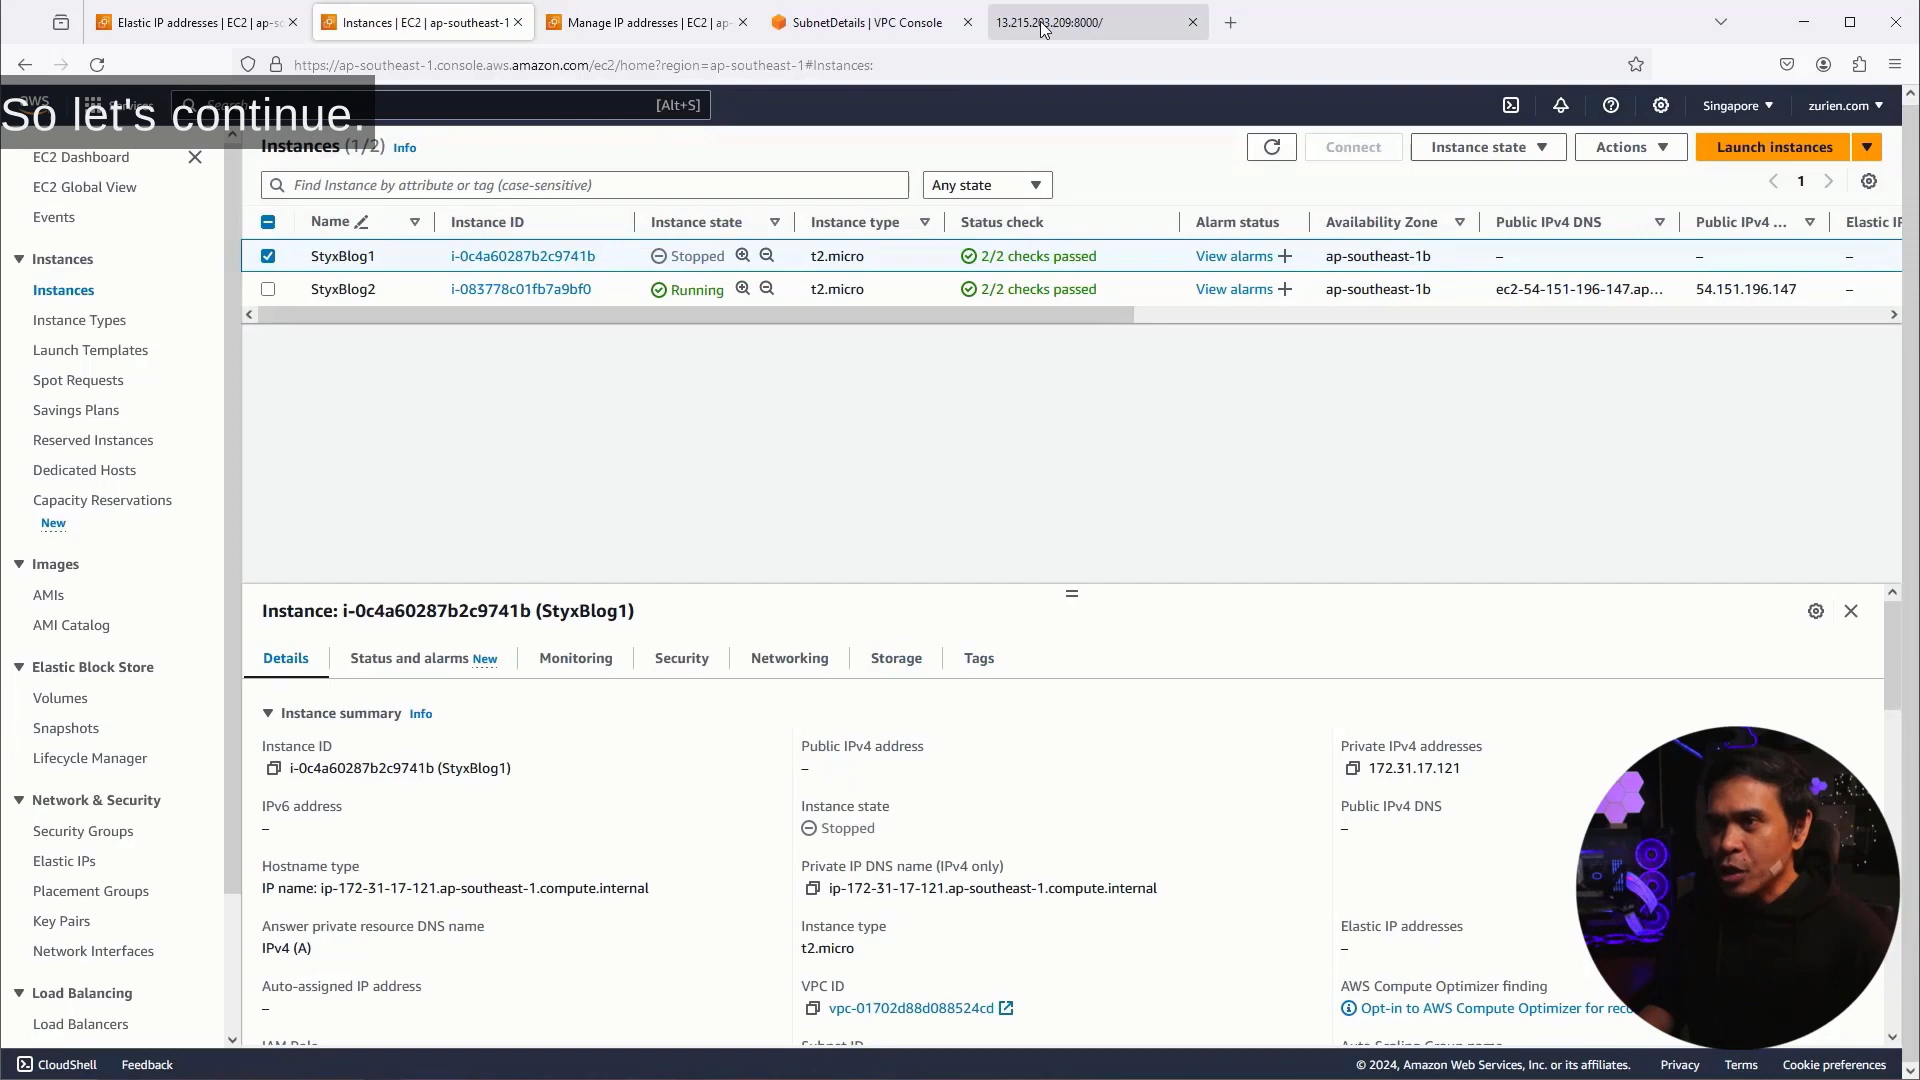 Elastic IP addresses | EC2 | ap-so
Instances | EC2 | ap-southeast-1
Manage IP addresses | EC2 | ap-
SubnetDetails | VPC Console
13.215.203.209:8000/
https://ap-southeast-1.console.aws.amazon.com/ec2/home?region=ap-southeast-1#Instances:
So let's continue.
aws
Services
Search
[Alt+S]
Singapore
zurien.com
EC2 Dashboard
EC2 Global View
Events
Instances
Instances
Instance Types
Launch Templates
Spot Requests
Savings Plans
Reserved Instances
Dedicated Hosts
Capacity Reservations
New
Images
AMIs
AMI Catalog
Elastic Block Store
Volumes
Snapshots
Lifecycle Manager
Network & Security
Security Groups
Elastic IPs
Placement Groups
Key Pairs
Network Interfaces
Load Balancing
Load Balancers
Instances (1/2) Info
Connect
Instance state
Actions
Launch instances
Find Instance by attribute or tag (case-sensitive)
Any state
1
Name Instance ID Instance state Instance type Status check Alarm status Availability Zone Public IPv4 DNS Public IPv4 ... Elastic IP
StyxBlog1 i-0c4a60287b2c9741b Stopped t2.micro 2/2 checks passed View alarms + ap-southeast-1b – – –
StyxBlog2 i-083778c01fb7a9bf0 Running t2.micro 2/2 checks passed View alarms + ap-southeast-1b ec2-54-151-196-147.ap... 54.151.196.147 –
Instance: i-0c4a60287b2c9741b (StyxBlog1)
Details Status and alarms New Monitoring Security Networking Storage Tags
Instance summary Info
Instance ID
i-0c4a60287b2c9741b (StyxBlog1)
Public IPv4 address
–
Private IPv4 addresses
172.31.17.121
IPv6 address
–
Instance state
Stopped
Public IPv4 DNS
–
Hostname type
IP name: ip-172-31-17-121.ap-southeast-1.compute.internal
Private IP DNS name (IPv4 only)
ip-172-31-17-121.ap-southeast-1.compute.internal
Answer private resource DNS name
IPv4 (A)
Instance type
t2.micro
Elastic IP addresses
–
Auto-assigned IP address
–
VPC ID
vpc-01702d88d088524cd
AWS Compute Optimizer finding
Opt-in to AWS Compute Optimizer for reco
IAM Role
Subnet ID
Auto Scaling Group name
CloudShell
Feedback
© 2024, Amazon Web Services, Inc. or its affiliates.
Privacy
Terms
Cookie preferences